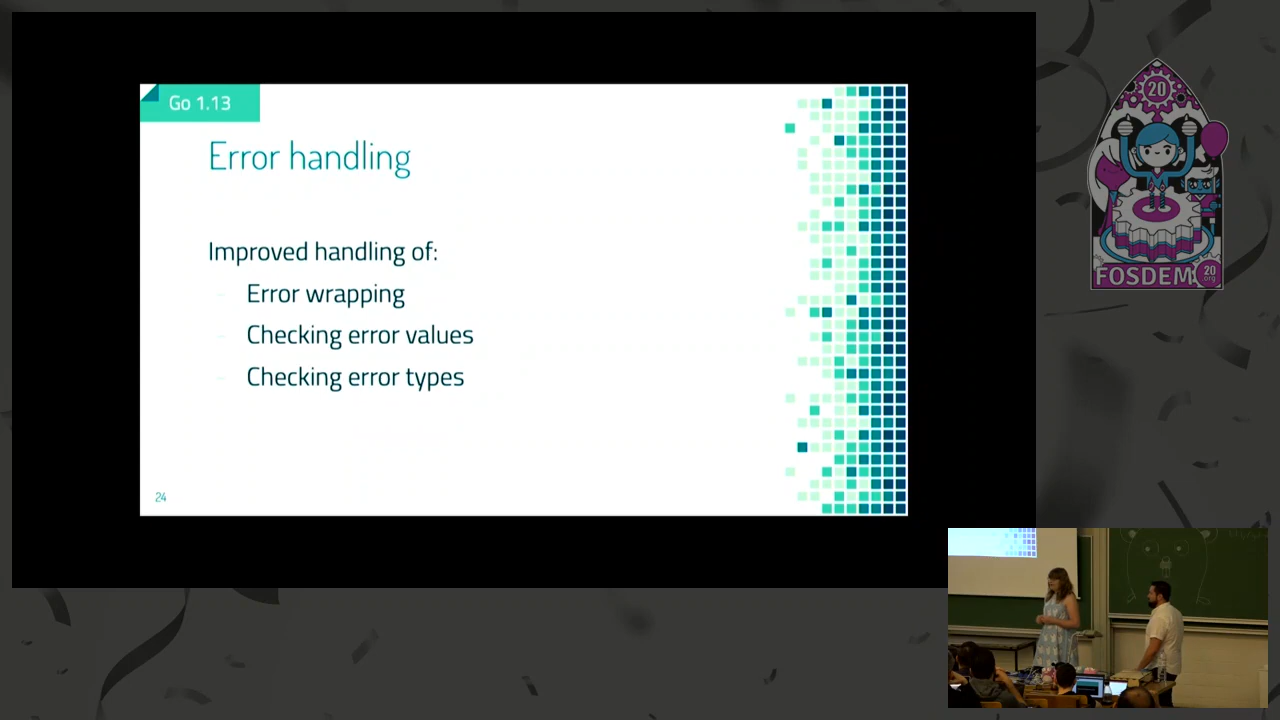 Go 1.13
Error handling
Improved handling of:
Error wrapping
Checking error values
Checking error types
24
20
FOSDEM
20
org